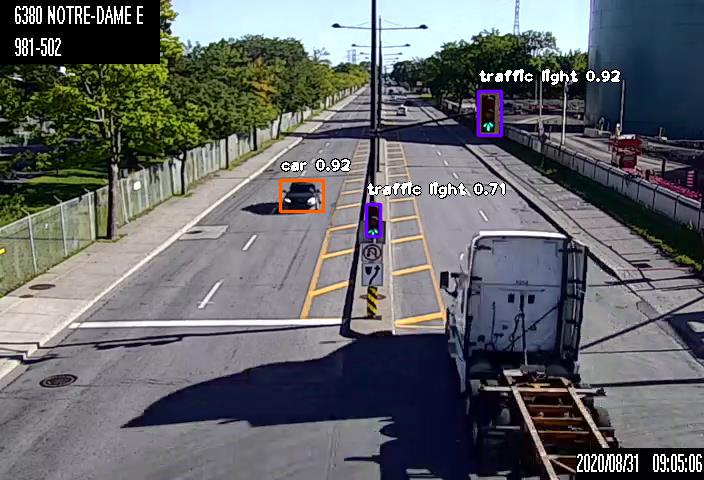 6380 NOTRE-DAME E
981-502
traffic light 0.92
car 0.92
traffic light 0.71
2020/08/31 09:05:06